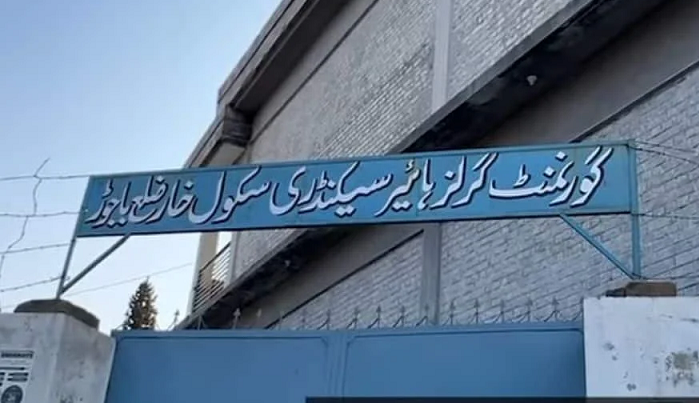 گورنمنٹ گرلز ہائیر سیکنڈری سکول خار ضلع باجوڑ